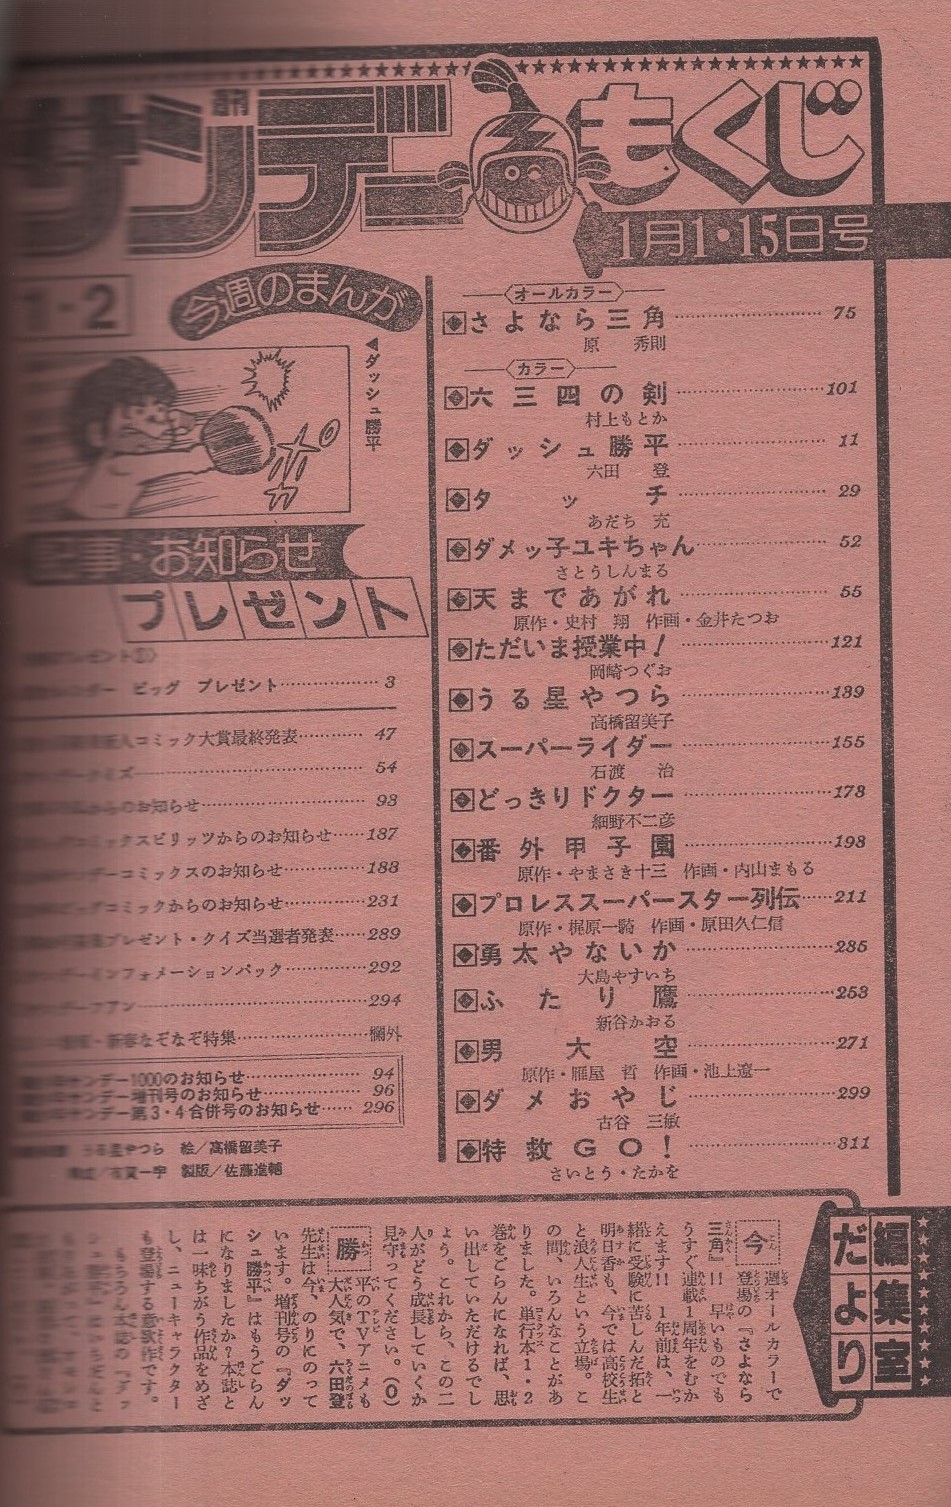 週刊
サンデー もくじ
1月1・15日号
1-2
今週のまんが
◀ダッシュ勝平
オールカラー
さよなら三角……75
原 秀則
カラー
六三四の剣……101
村上もとか
ダッシュ勝平……11
六田 登
タッチ……29
あだち 充
ダメッ子ユキちゃん……52
さとうしんまる
天まであがれ……55
原作・史村 翔 作画・金井たつお
ただいま授業中!……121
岡崎つぐお
うる星やつら……139
高橋留美子
スーパーライダー……155
石渡 治
どっきりドクター……173
細野不二彦
番外甲子園……193
原作・やまさき十三 作画・内山まもる
プロレススーパースター列伝……211
原作・梶原一騎 作画・原田久仁信
勇太やないか……235
大島やすいち
ふたり鷹……253
新谷かおる
男大空……271
原作・雁屋 哲 作画・池上遼一
ダメおやじ……299
古谷 三敏
特救GO!……311
さいとう・たかを
記事・お知らせ
プレゼント
ビッグ プレゼント……3
新人コミック大賞最終発表……47
クイズ……54
からのお知らせ……93
コミックスピリッツからのお知らせ……187
デーコミックスのお知らせ……188
コミックからのお知らせ……231
プレゼント・クイズ当選者発表……289
デーインフォメーションパック……292
デーファン……294
新春なぞなぞ特集……欄外
サンデー1000のお知らせ……94
サンデー増刊号のお知らせ……96
サンデー第3・4合併号のお知らせ……296
うる星やつら 絵/高橋留美子
構成/有賀一宇 製版/佐藤進輔
編集室
だより
今週オールカラーで
登場の『さよなら
三角』!! 早いものでも
うすぐ連載1周年をむか
えます!! 1年前は、一
緒に受験に苦しんだ拓と
明日香も、今では高校生
と浪人生という立場。こ
の間、いろんなことがあ
りました。単行本1・2
巻をごらんになれば、思
い出していただけるでし
ょう。これから、この二
人がどう成長していくか
見守ってください。(O)
勝平のTVアニメも
大人気で、六田登
先生は今、のりにのって
います。増刊号の『ダッ
シュ勝平』はもうごらん
になりましたか?本誌と
は一味ちがう作品をめざ
し、ニューキャラクター
も登場する意欲作です。
もちろん本誌の『ダッ